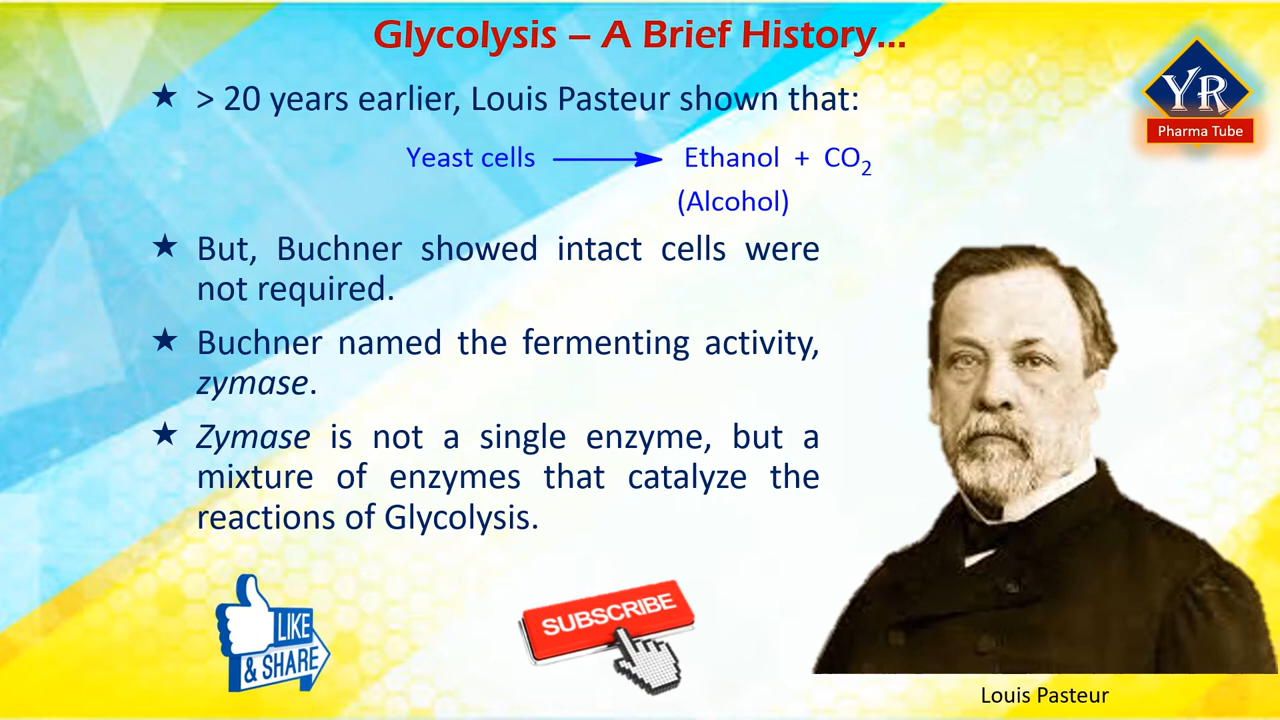 Glycolysis – A Brief History...
YR
Pharma Tube
★ > 20 years earlier, Louis Pasteur shown that:
Yeast cells ⟶ Ethanol + CO₂
(Alcohol)
★ But, Buchner showed intact cells were
not required.
★ Buchner named the fermenting activity,
zymase.
★ Zymase is not a single enzyme, but a
mixture of enzymes that catalyze the
reactions of Glycolysis.
LIKE
& SHARE
SUBSCRIBE
Louis Pasteur